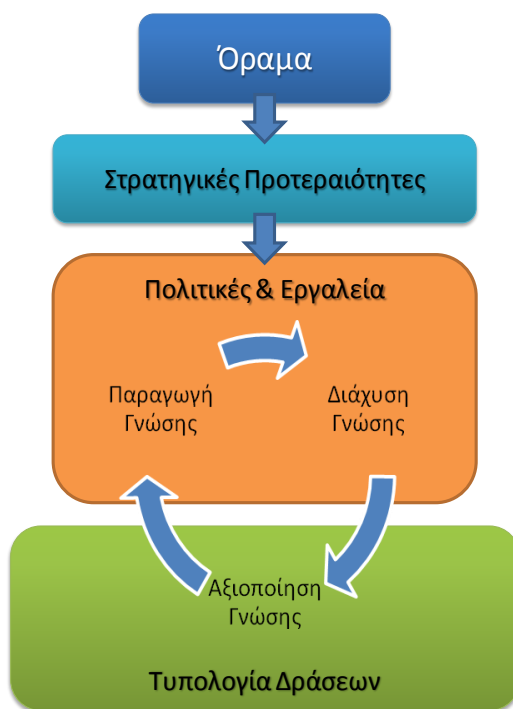 Όραμα
Στρατηγικές Προτεραιότητες
Πολιτικές & Εργαλεία
Παραγωγή
Γνώσης
Διάχυση
Γνώσης
Αξιοποίηση
Γνώσης
Τυπολογία Δράσεων